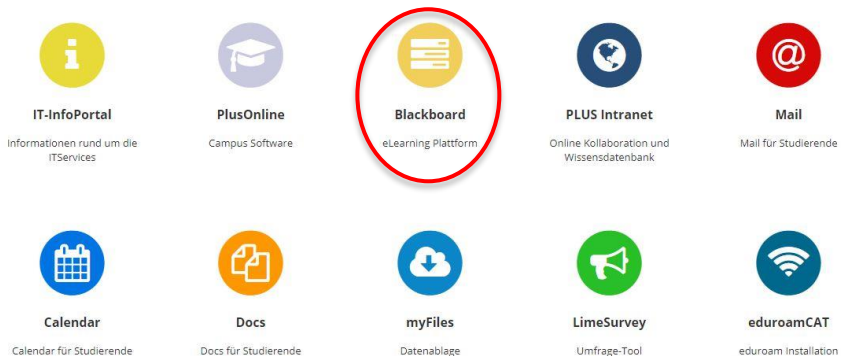 IT-InfoPortal
Informationen rund um die
ITServices
PlusOnline
Campus Software
Blackboard
eLearning Plattform
PLUS Intranet
Online Kollaboration und
Wissensdatenbank
@
Mail
Mail für Studierende
Calendar
Calendar für Studierende
Docs
Docs für Studierende
myFiles
Datenablage
LimeSurvey
Umfrage-Tool
eduroamCAT
eduroam Installation